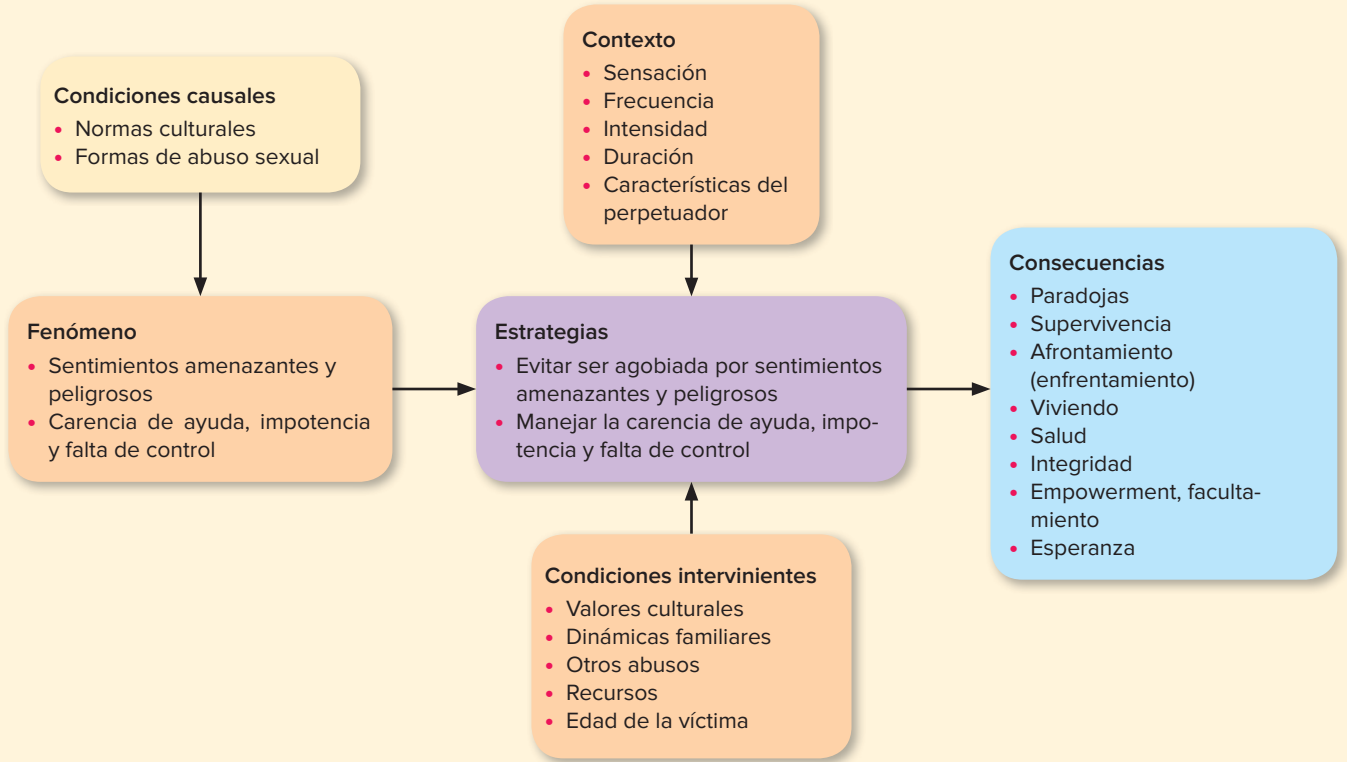 Condiciones causales
• Normas culturales
• Formas de abuso sexual
Contexto
• Sensación
• Frecuencia
• Intensidad
• Duración
• Características del
perpetuador
Fenómeno
• Sentimientos amenazantes y
peligrosos
• Carencia de ayuda, impotencia
y falta de control
Estrategias
• Evitar ser agobiada por sentimientos
amenazantes y peligrosos
• Manejar la carencia de ayuda, impo-
tencia y falta de control
Condiciones intervinientes
• Valores culturales
• Dinámicas familiares
• Otros abusos
• Recursos
• Edad de la víctima
Consecuencias
• Paradojas
• Supervivencia
• Afrontamiento
(enfrentamiento)
• Viviendo
• Salud
• Integridad
• Empowerment, faculta-
miento
• Esperanza